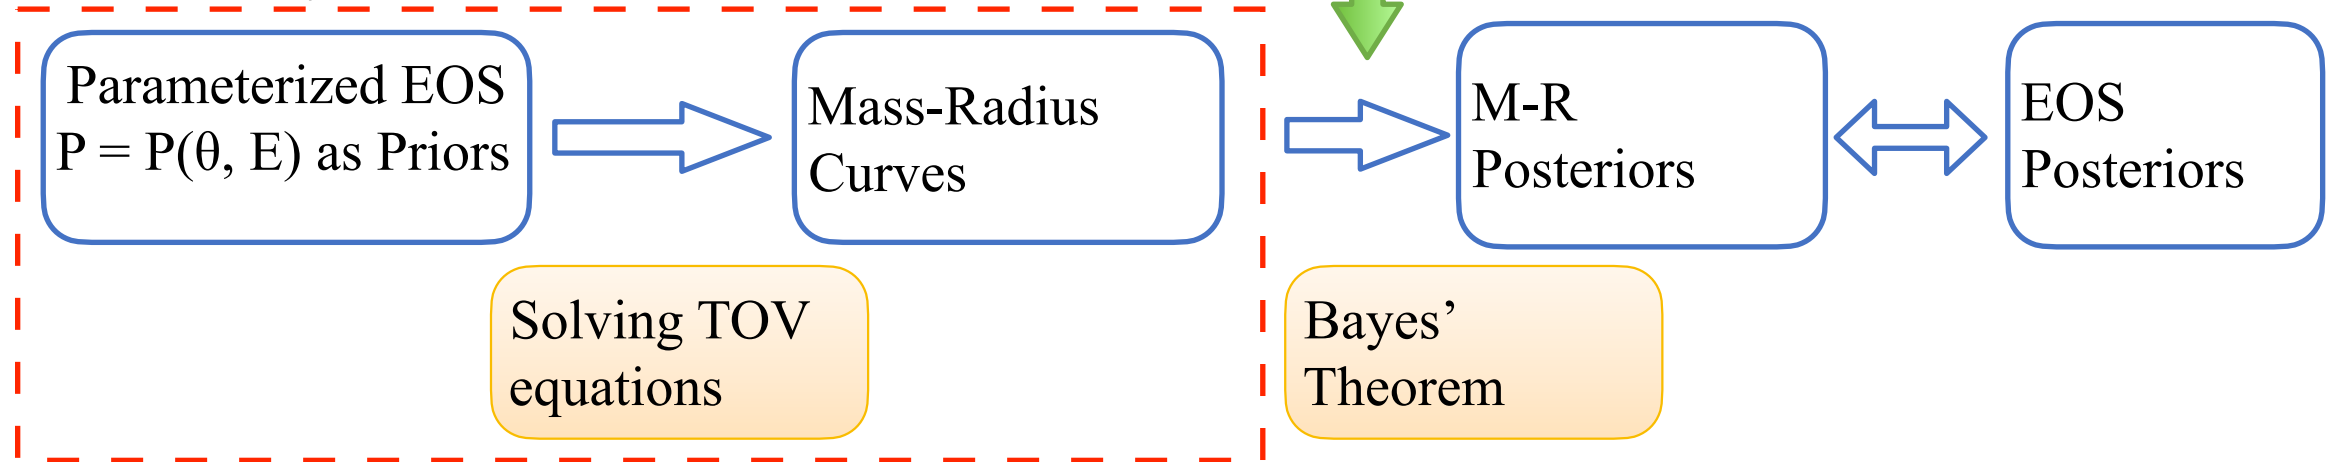 Parameterized EOS
P = P(θ, E) as Priors
Mass-Radius
Curves
M-R
Posteriors
EOS
Posteriors
Solving TOV
equations
Bayes’
Theorem